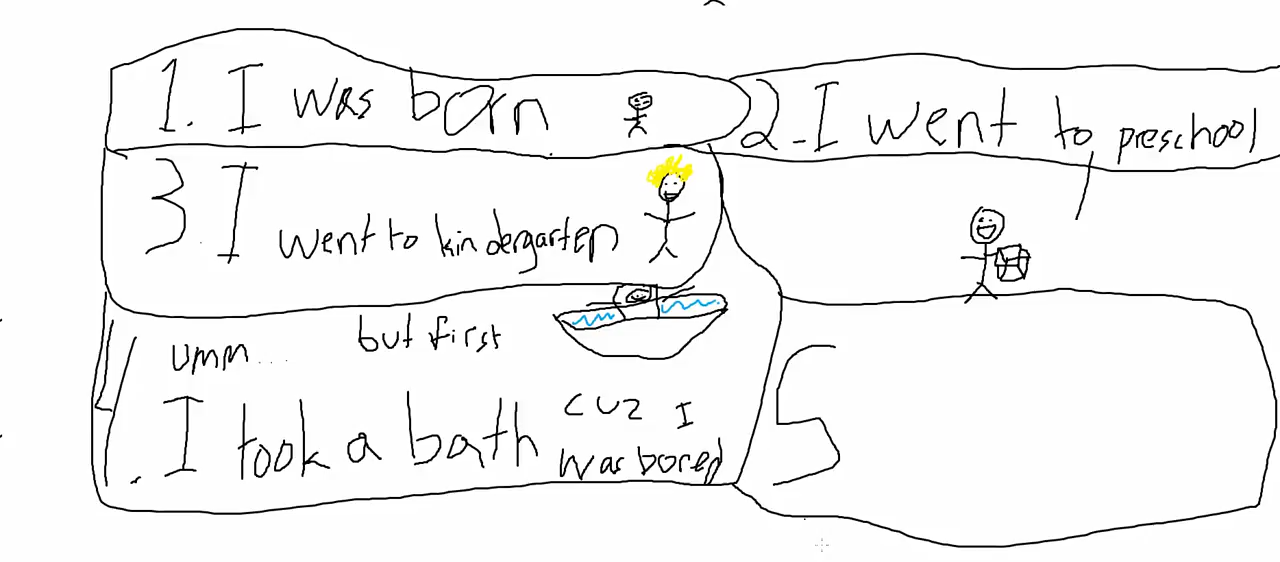 1. I was born
2. I went to preschool
3. I went to kindergarten
4. umm... but first
I took a bath cuz I was bored
5